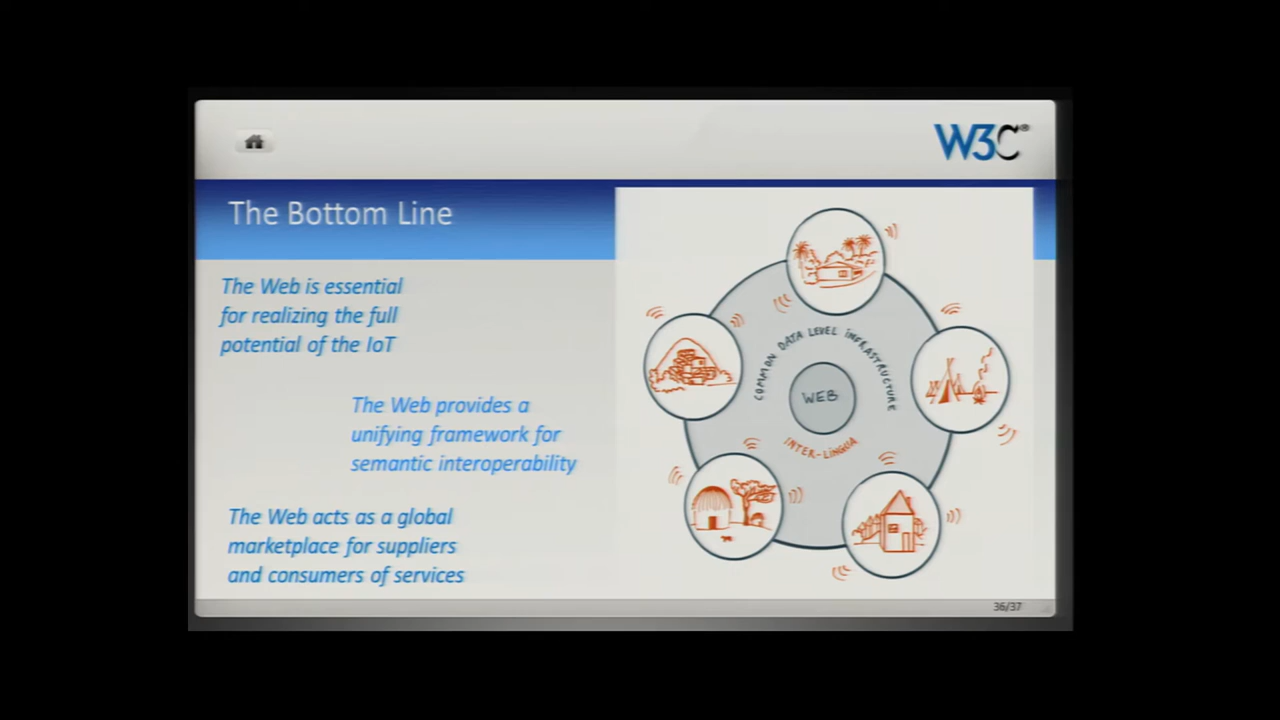 W3C®
The Bottom Line
The Web is essential
for realizing the full
potential of the IoT
The Web provides a
unifying framework for
semantic interoperability
The Web acts as a global
marketplace for suppliers
and consumers of services
COMMON DATA LEVEL INFRASTRUCTURE
WEB
INTER-LINGUA
36/37